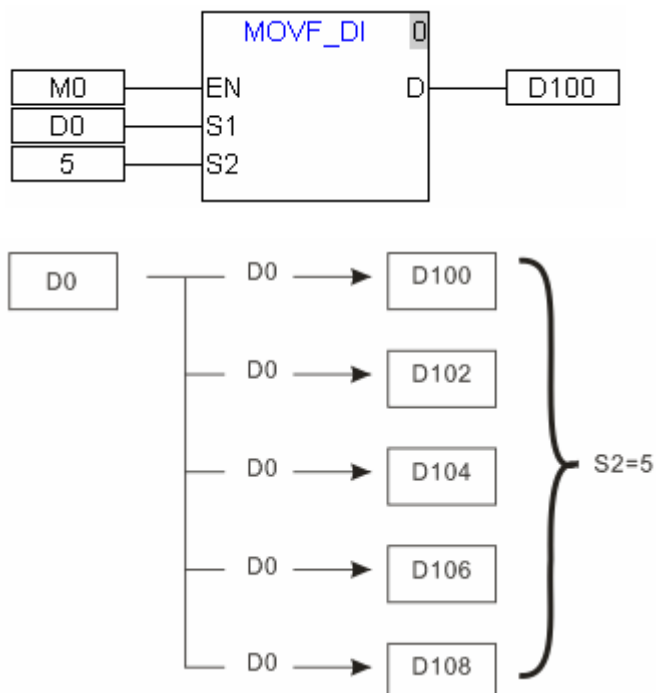 MOVF_DI 0
M0 EN D D100
D0 S1
5 S2
D0 D0 D100
D0 D102
D0 D104 S2=5
D0 D106
D0 D108